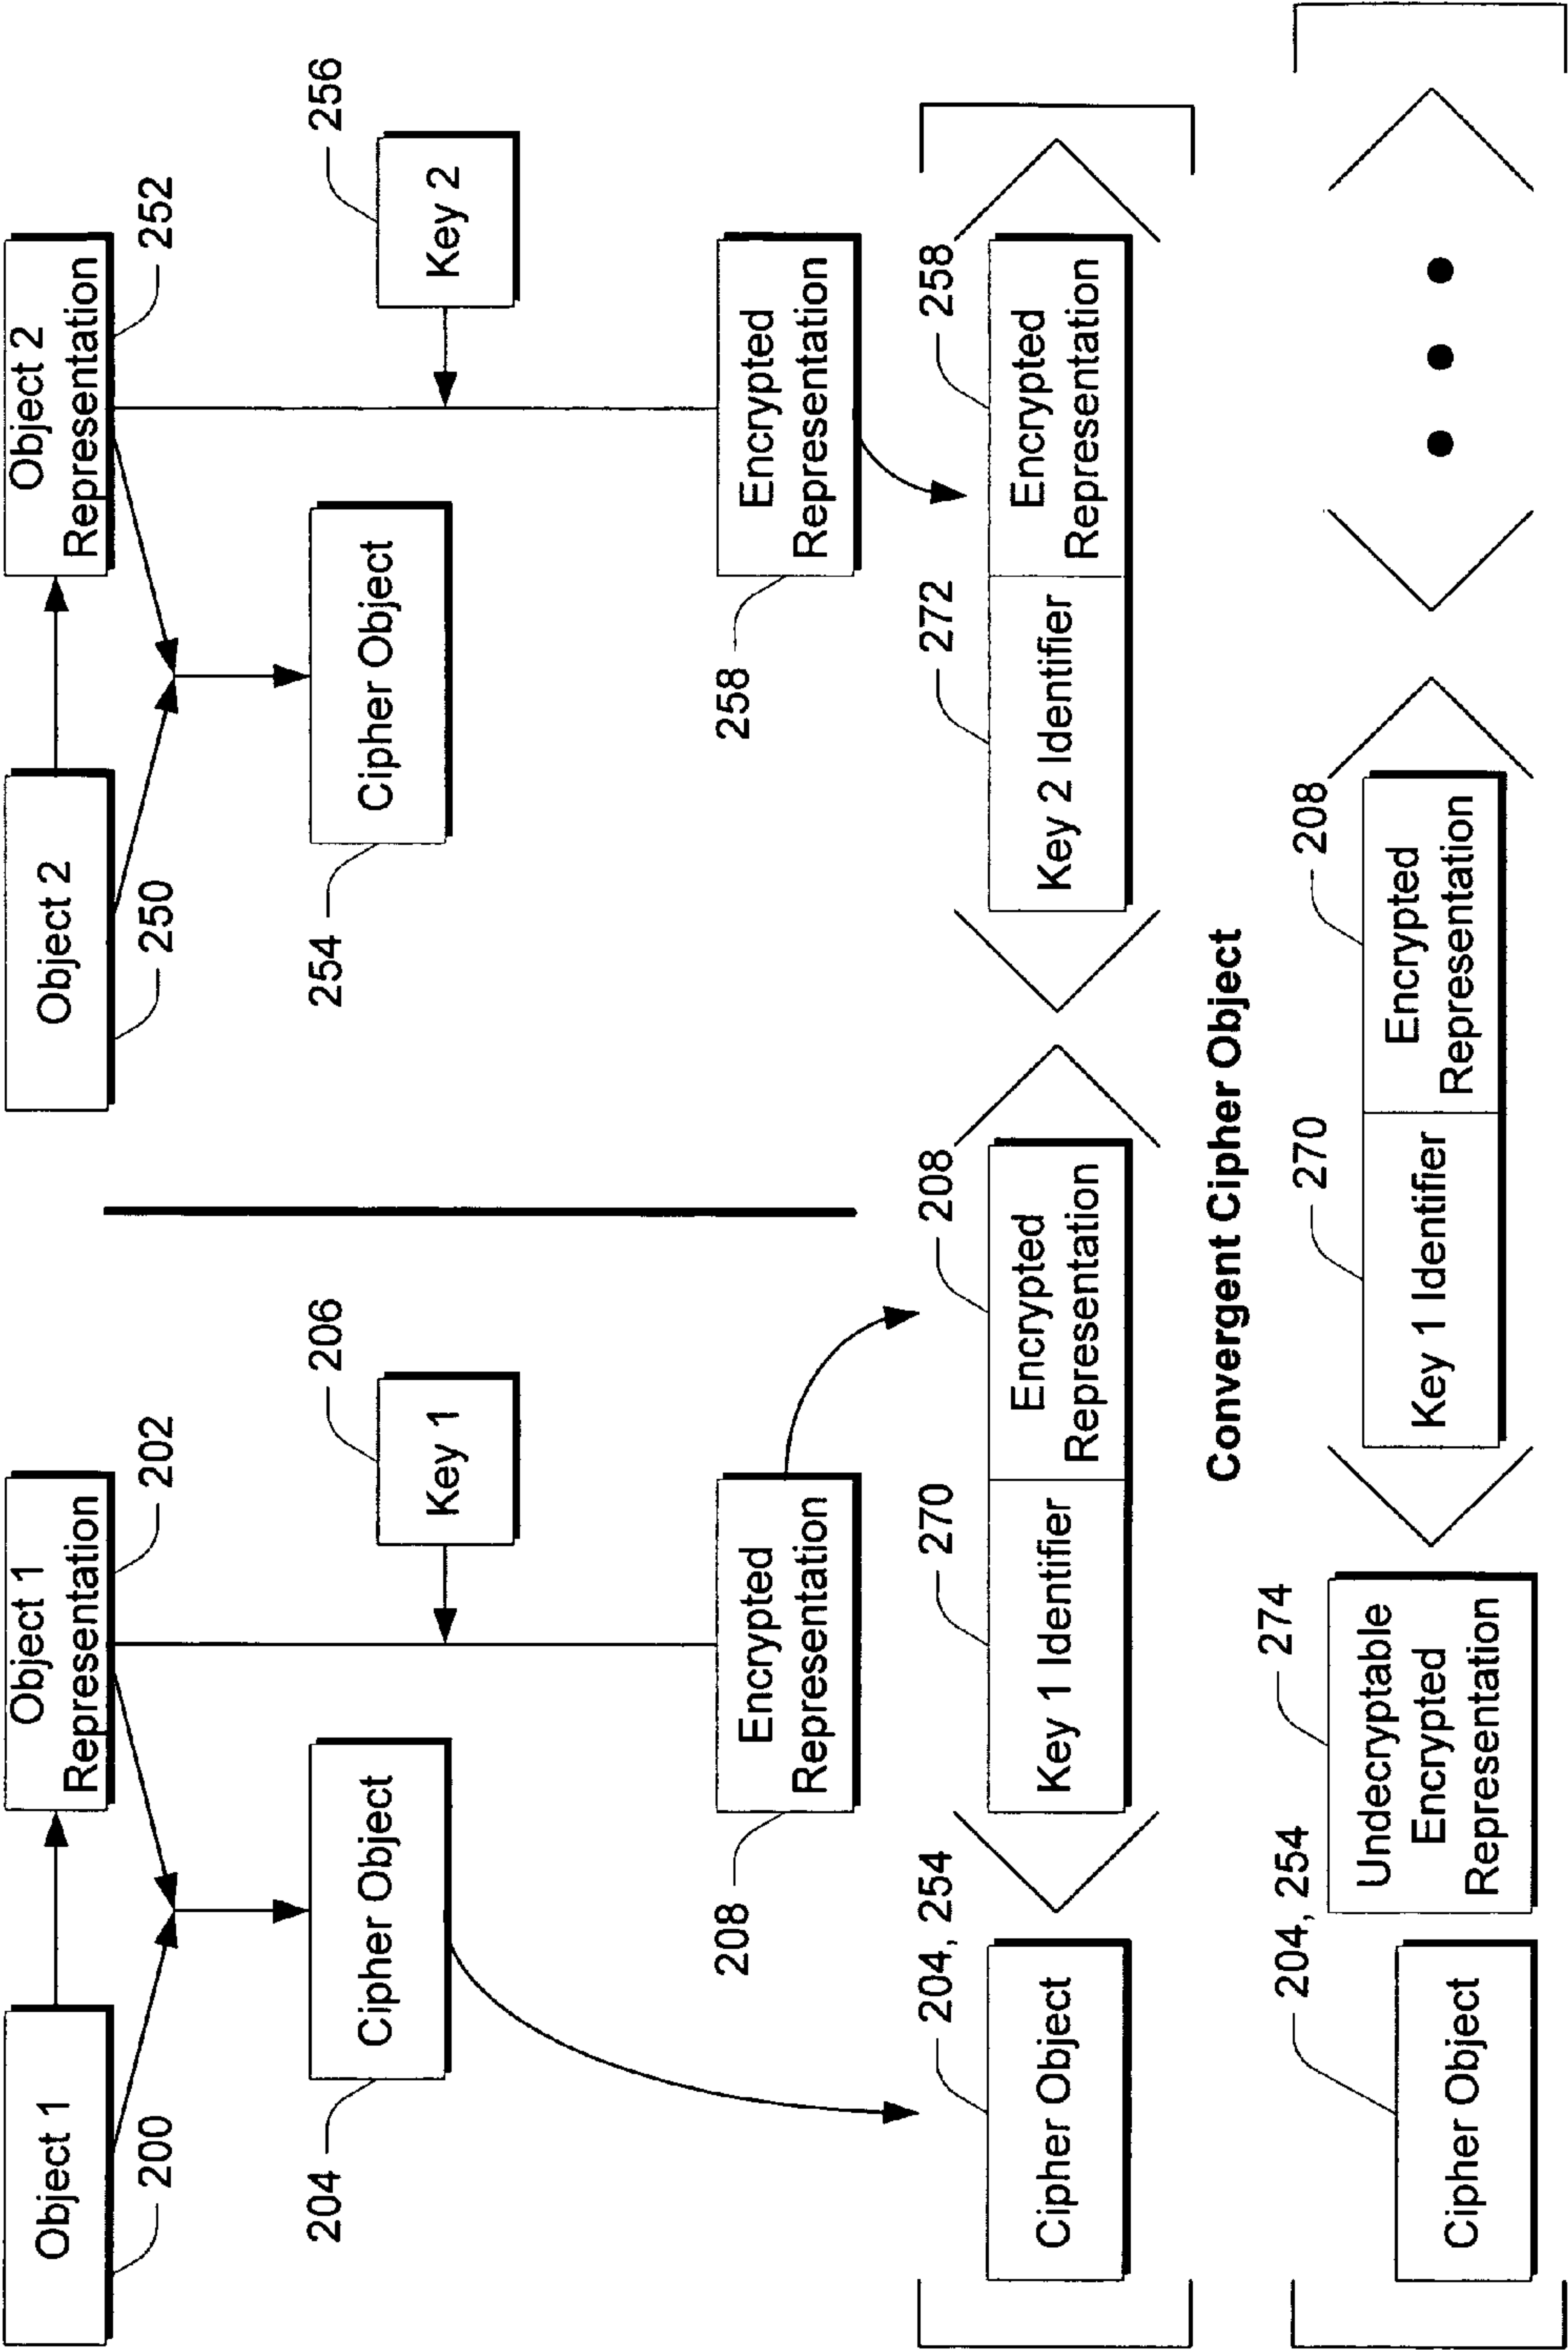 Object 1
200
Object 1
Representation
202
Cipher Object
204
Key 1
206
Encrypted
Representation
208
Object 2
250
Object 2
Representation
252
Cipher Object
254
Key 2
256
Encrypted
Representation
258
Cipher Object
204, 254
Key 1 Identifier
270
Encrypted
Representation
208
Key 2 Identifier
272
Encrypted
Representation
258
Convergent Cipher Object
Cipher Object
204, 254
Undecryptable
Encrypted
Representation
274
Key 1 Identifier
270
Encrypted
Representation
208